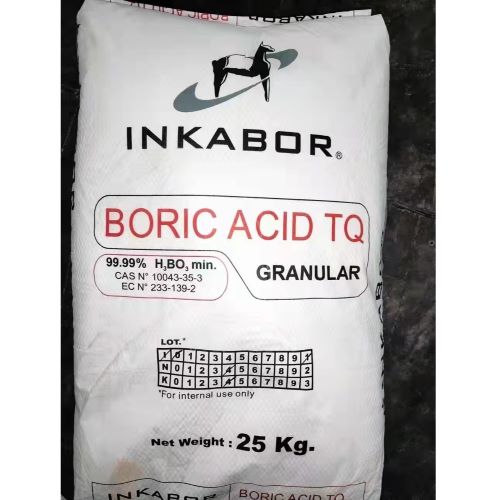 BORIC ACID TQ
INKABOR®
BORIC ACID TQ
99.99% H₃BO₃ min.
CAS N° 10043-35-3
EC N° 233-139-2
GRANULAR
LOT.*
I 0 1 2 3 4 5 6 7 8 9 1
N 0 1 2 3 4 5 6 7 8 9 2
K 0 1 2 3 4 5 6 7 8 9 3
*For internal use only
Net Weight : 25 Kg.
INKABOR
BORIC ACID TQ